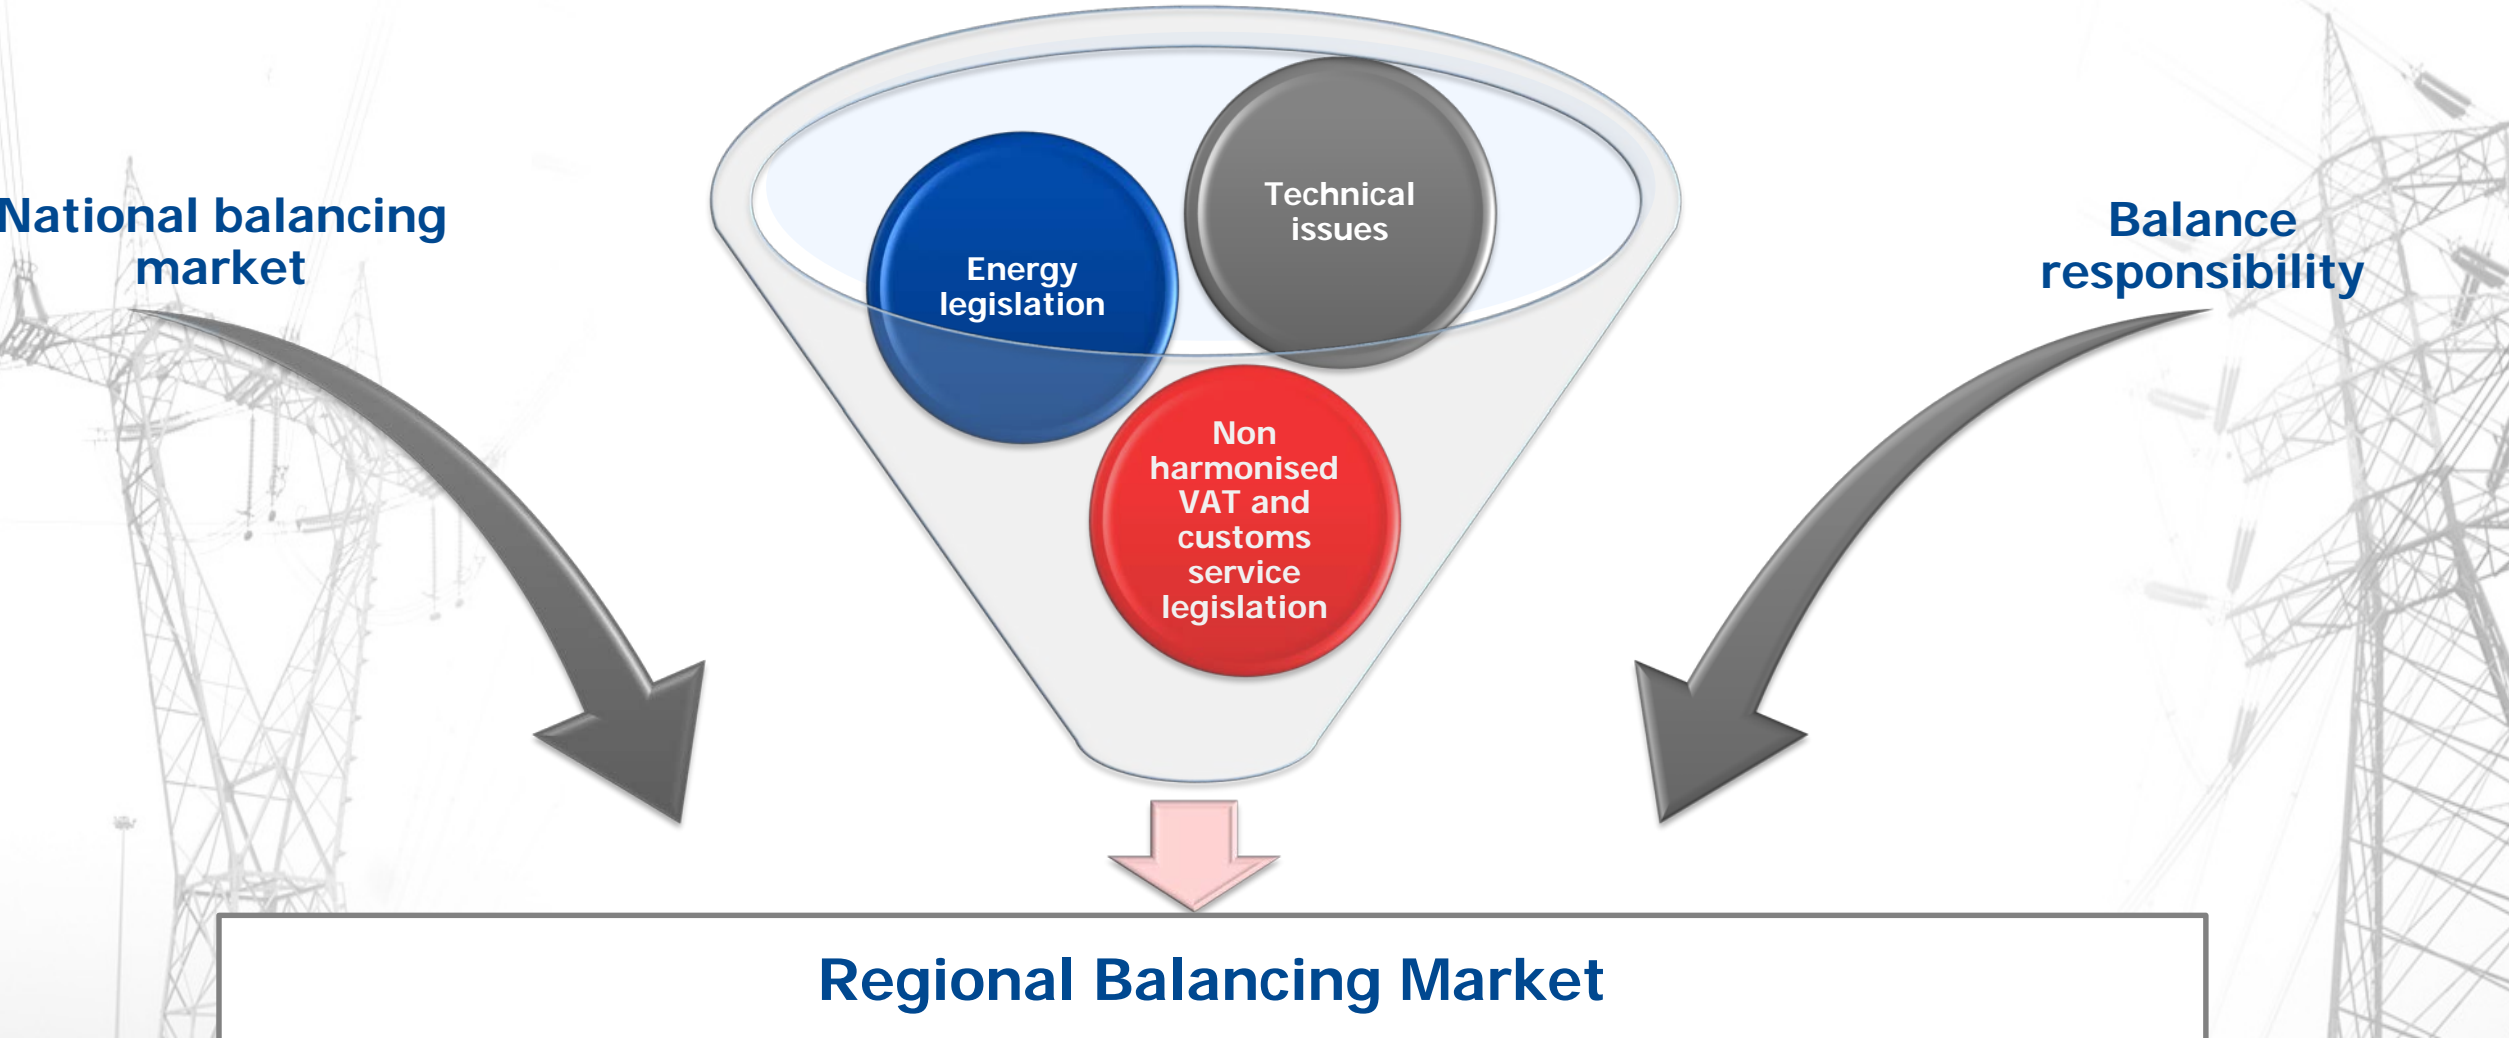 National balancing
market
Energy
legislation
Technical
issues
Non
harmonised
VAT and
customs
service
legislation
Balance
responsibility
Regional Balancing Market